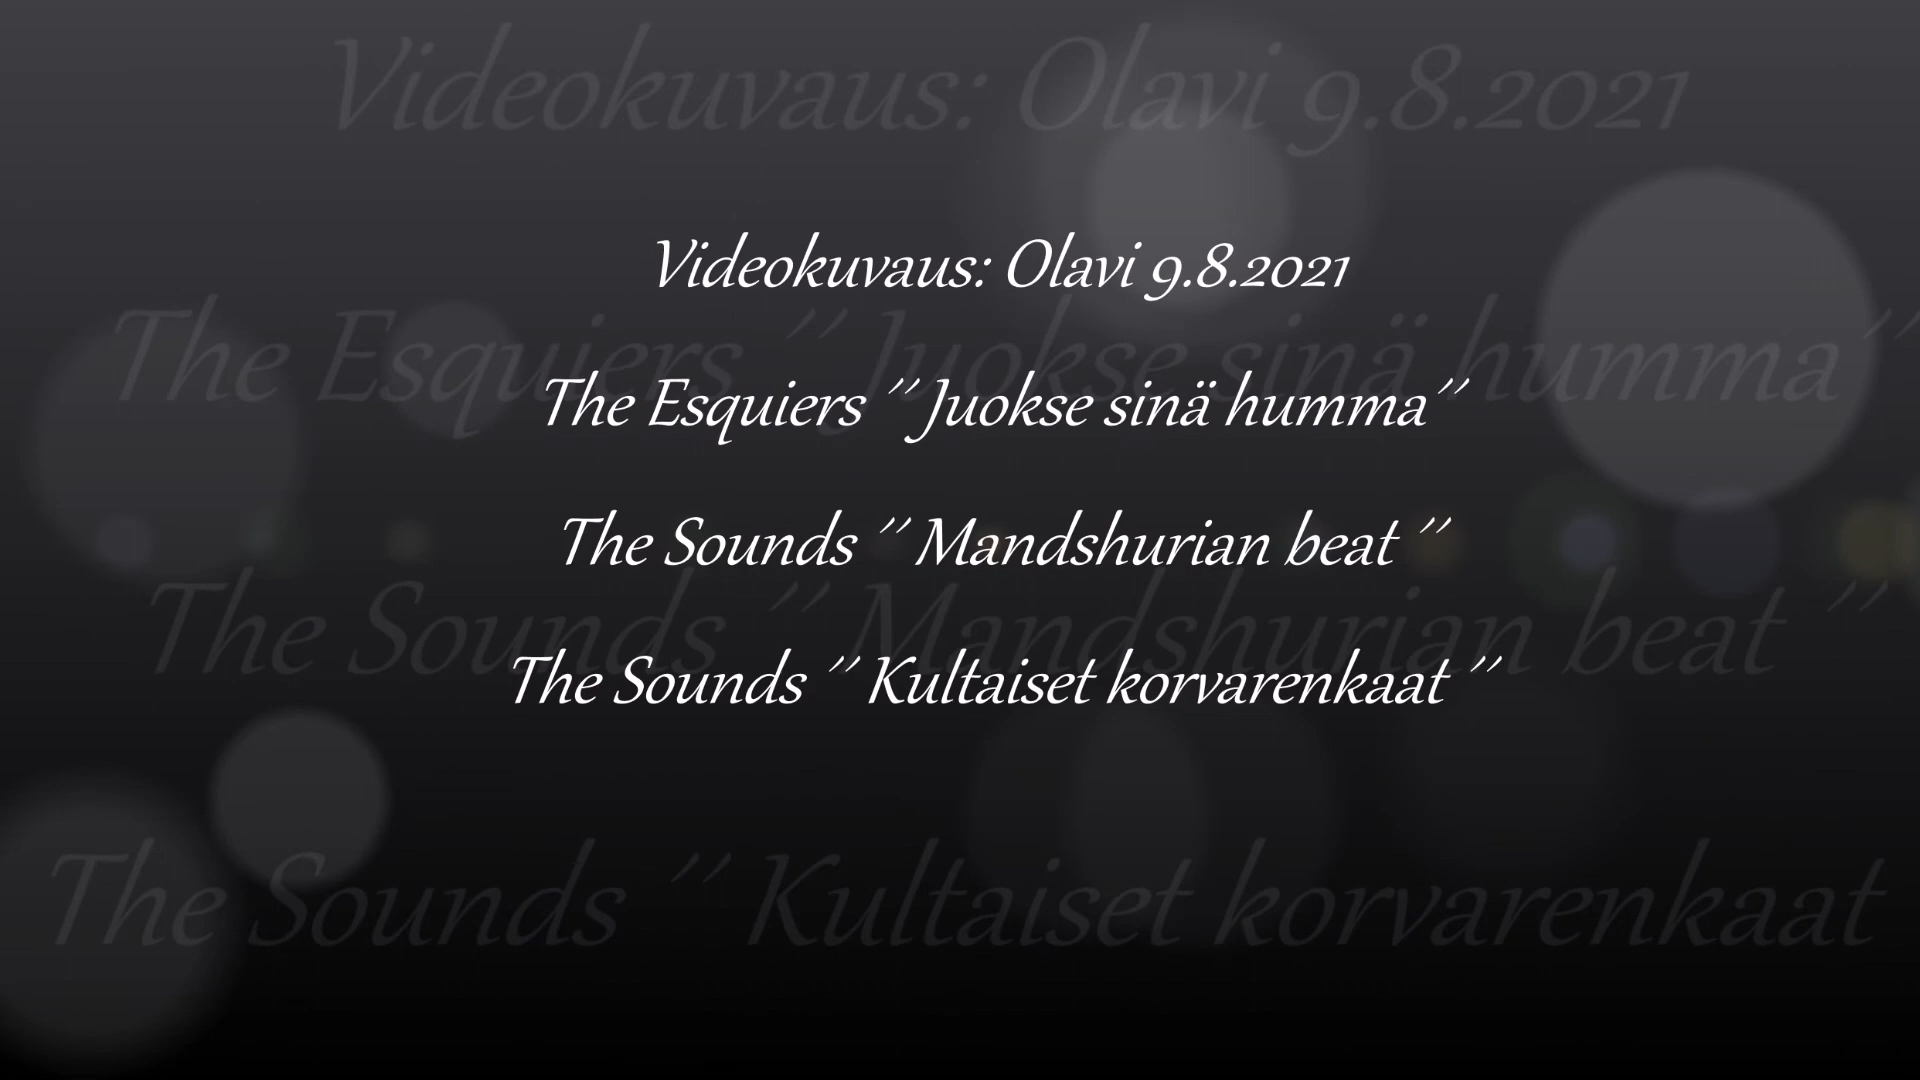 Videokuvaus: Olavi 9.8.2021
The Esquiers '' Juokse sinä humma''
The Sounds '' Mandshurian beat ''
The Sounds '' Kultaiset korvarenkaat ''